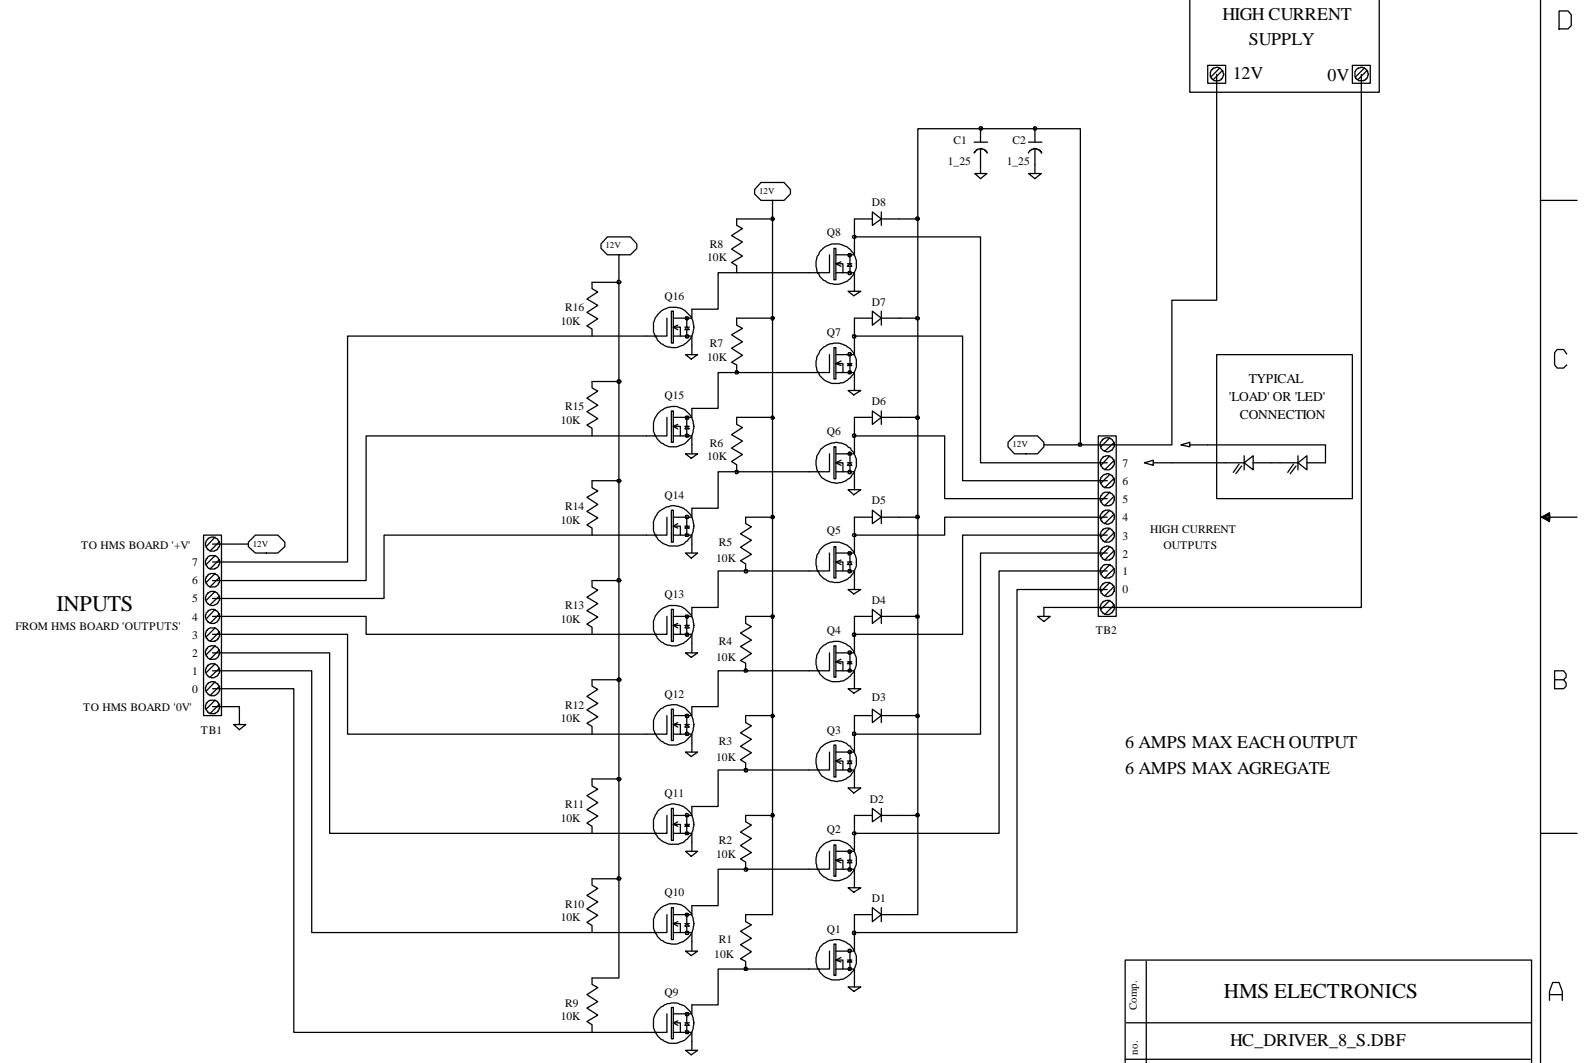 HIGH CURRENT
SUPPLY
12V
0V
D
C1
1_25
C2
1_25
12V
12V
D8
Q8
R8
10K
Q16
R16
10K
D7
Q7
R7
10K
Q15
R15
10K
D6
Q6
R6
10K
Q14
R14
10K
D5
Q5
R5
10K
Q13
R13
10K
D4
Q4
R4
10K
Q12
R12
10K
D3
Q3
R3
10K
Q11
R11
10K
D2
Q2
R2
10K
Q10
R10
10K
D1
Q1
R1
10K
Q9
R9
10K
C
TYPICAL
'LOAD' OR 'LED'
CONNECTION
12V
7
6
5
4
3
2
1
0
TB2
HIGH CURRENT
OUTPUTS
TO HMS BOARD '+V'
12V
7
6
5
4
3
2
1
0
INPUTS
FROM HMS BOARD 'OUTPUTS'
TO HMS BOARD '0V'
TB1
B
6 AMPS MAX EACH OUTPUT
6 AMPS MAX AGREGATE
A
Comp.
HMS ELECTRONICS
no.
HC_DRIVER_8_S.DBF